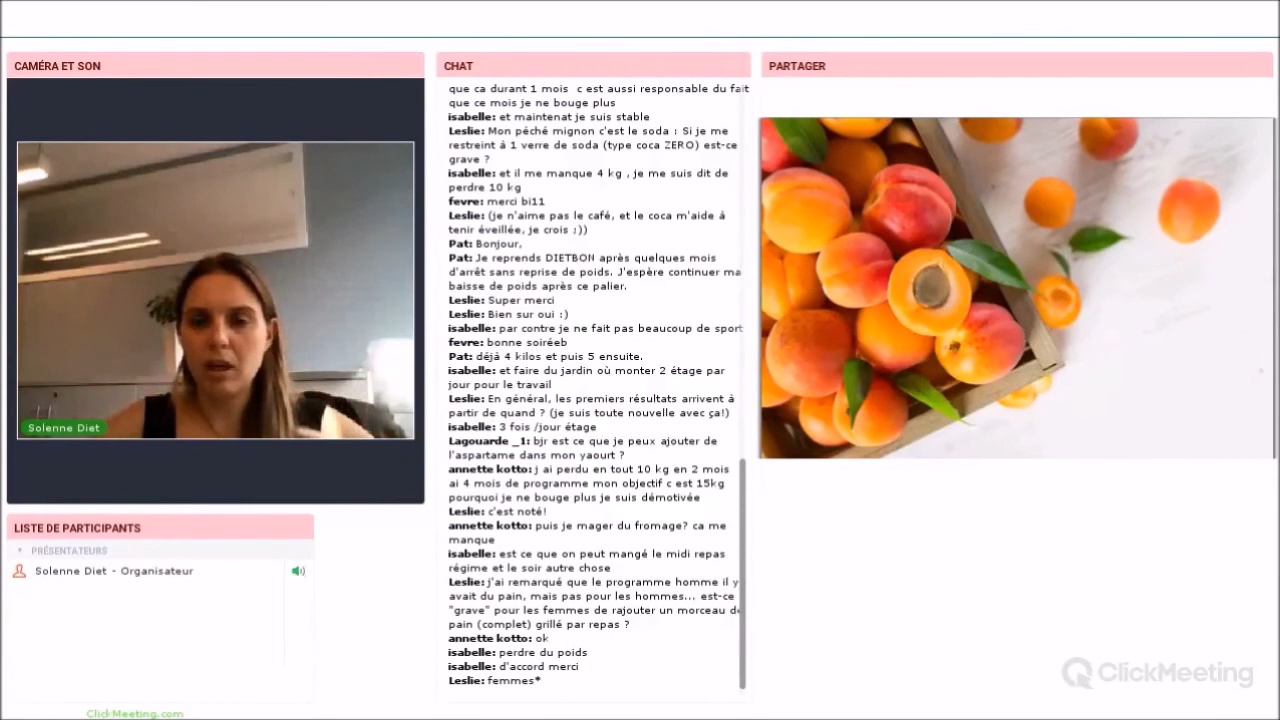 CAMÉRA ET SON
Solenne Diet
LISTE DE PARTICIPANTS
PRÉSENTATEURS
Solenne Diet - Organisateur
ClickMeeting.com
CHAT
que ca durant 1 mois c est aussi responsable du fait
que ce mois je ne bouge plus
isabelle: et maintenat je suis stable
Leslie: Mon péché mignon c'est le soda : Si je me
restreint à 1 verre de soda (type coca ZERO) est-ce
grave ?
isabelle: et il me manque 4 kg , je me suis dit de
perdre 10 kg
fevre: merci bi11
Leslie: (je n'aime pas le café, et le coca m'aide à
tenir éveillée, je crois ;))
Pat: Bonjour,
Pat: Je reprends DIETBON après quelques mois
d'arrêt sans reprise de poids. J'espère continuer ma
baisse de poids après ce palier.
Leslie: Super merci
Leslie: Bien sur oui :)
isabelle: par contre je ne fait pas beaucoup de sport
fevre: bonne soiréeb
Pat: déjà 4 kilos et puis 5 ensuite.
isabelle: et faire du jardin où monter 2 étage par
jour pour le travail
Leslie: En général, les premiers résultats arrivent à
partir de quand ? (je suis toute nouvelle avec ça!)
isabelle: 3 fois /jour étage
Lagouarde _1: bjr est ce que je peux ajouter de
l'aspartame dans mon yaourt ?
annette kotto: j ai perdu en tout 10 kg en 2 mois
ai 4 mois de programme mon objectif c est 15kg
pourquoi je ne bouge plus je suis démotivée
Leslie: c'est noté!
annette kotto: puis je mager du fromage? ca me
manque
isabelle: est ce que on peut mangé le midi repas
régime et le soir autre chose
Leslie: j'ai remarqué que le programme homme il y
avait du pain, mais pas pour les hommes... est-ce
"grave" pour les femmes de rajouter un morceau de
pain (complet) grillé par repas ?
annette kotto: ok
isabelle: perdre du poids
isabelle: d'accord merci
Leslie: femmes*
PARTAGER
ClickMeeting